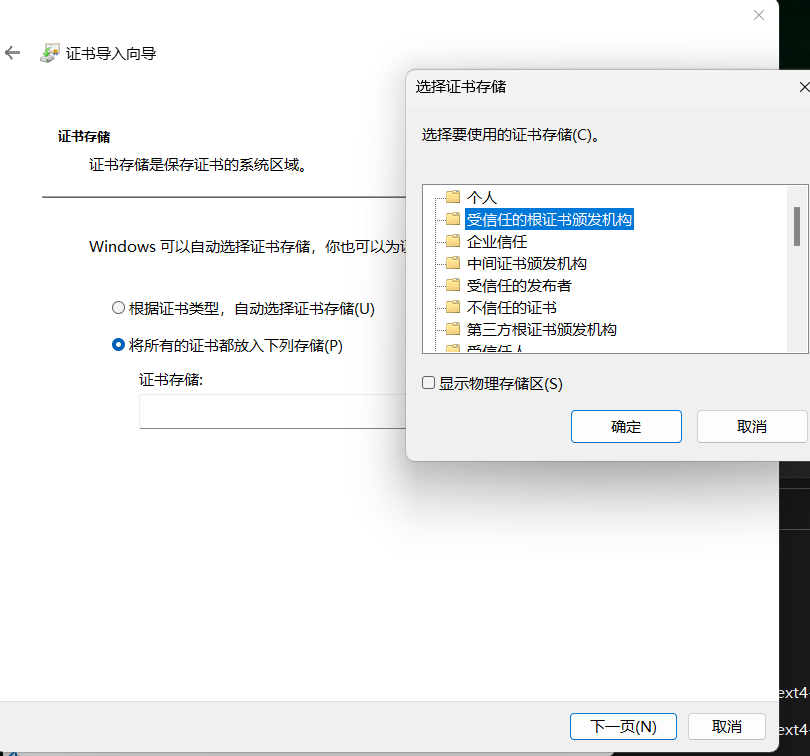 证书导入向导
证书存储
证书存储是保存证书的系统区域。
Windows 可以自动选择证书存储，你也可以为
根据证书类型，自动选择证书存储(U)
将所有的证书都放入下列存储(P)
证书存储:
选择证书存储
选择要使用的证书存储(C)。
个人
受信任的根证书颁发机构
企业信任
中间证书颁发机构
受信任的发布者
不信任的证书
第三方根证书颁发机构
受信任人
显示物理存储区(S)
确定
取消
ext4
ext4
下一页(N)
取消